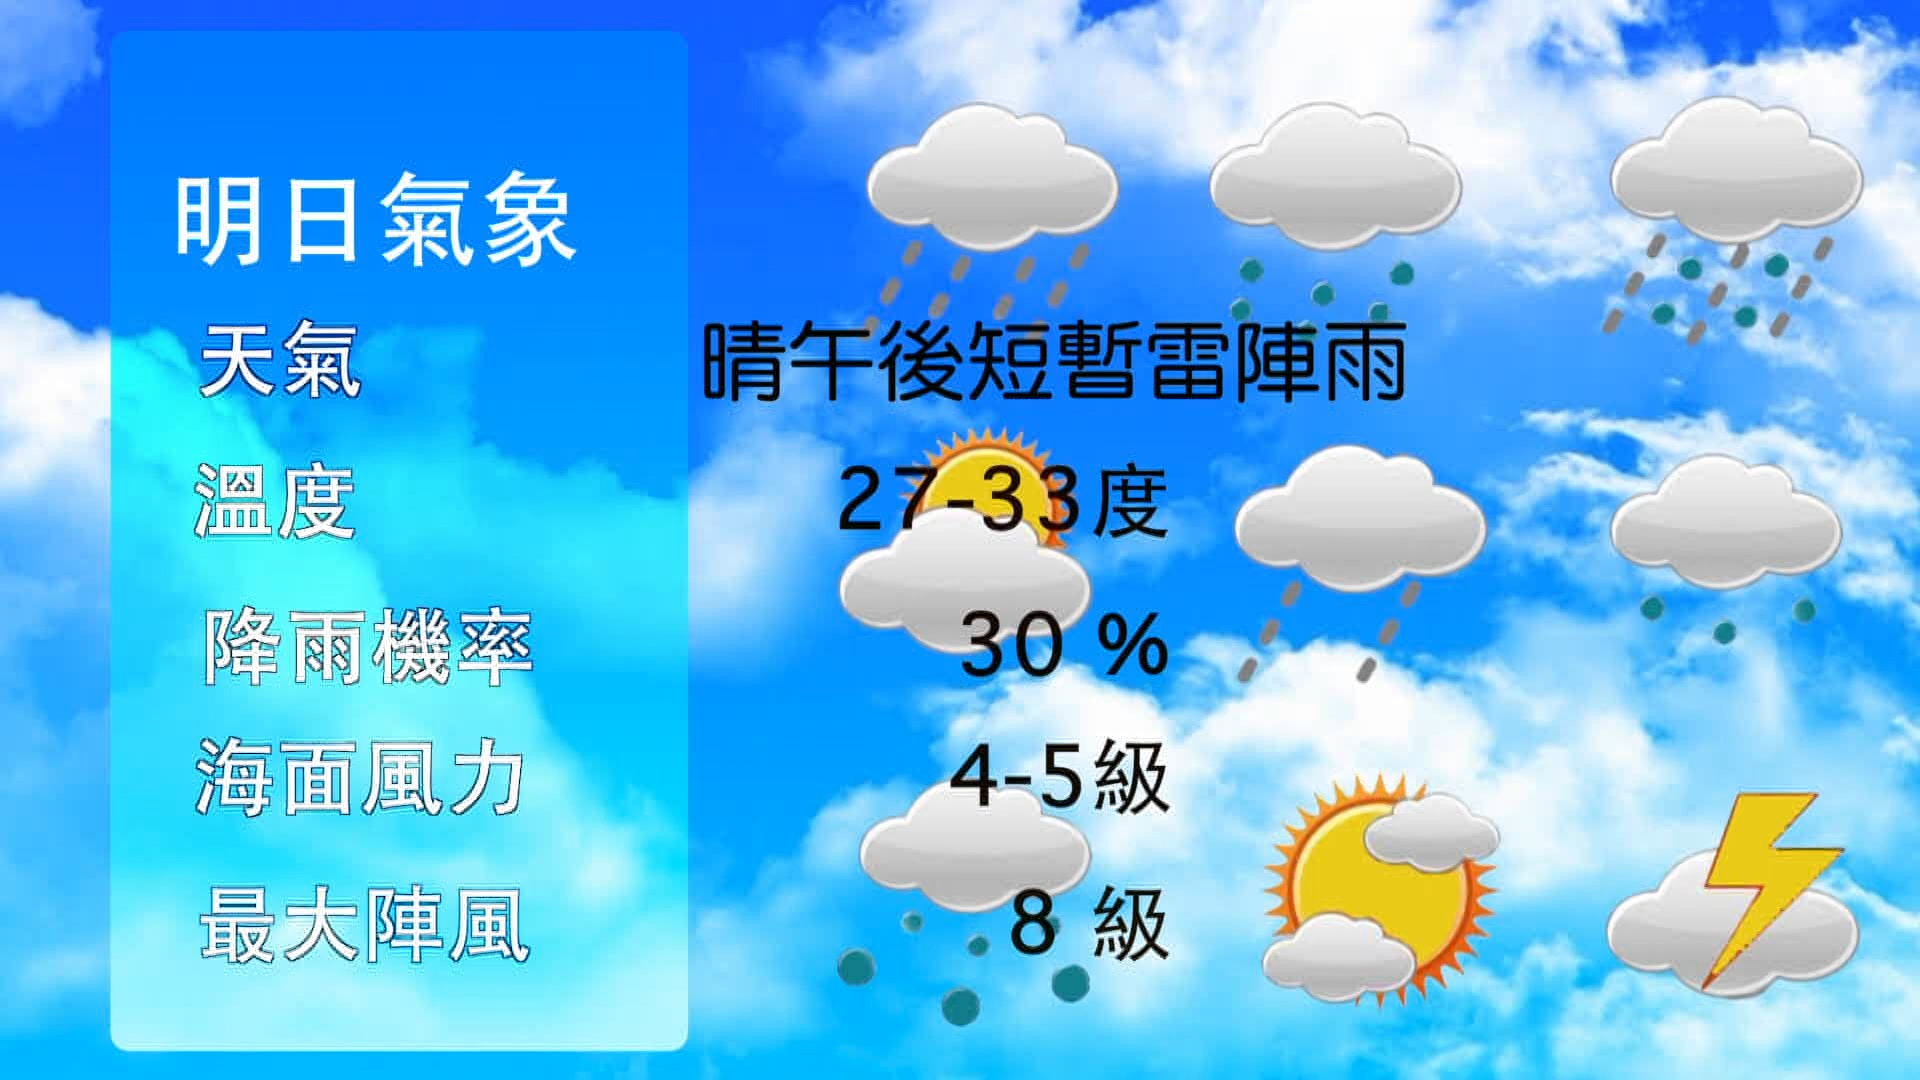 明日氣象
天氣 晴午後短暫雷陣雨
溫度 27-33度
降雨機率 30 %
海面風力 4-5級
最大陣風 8 級